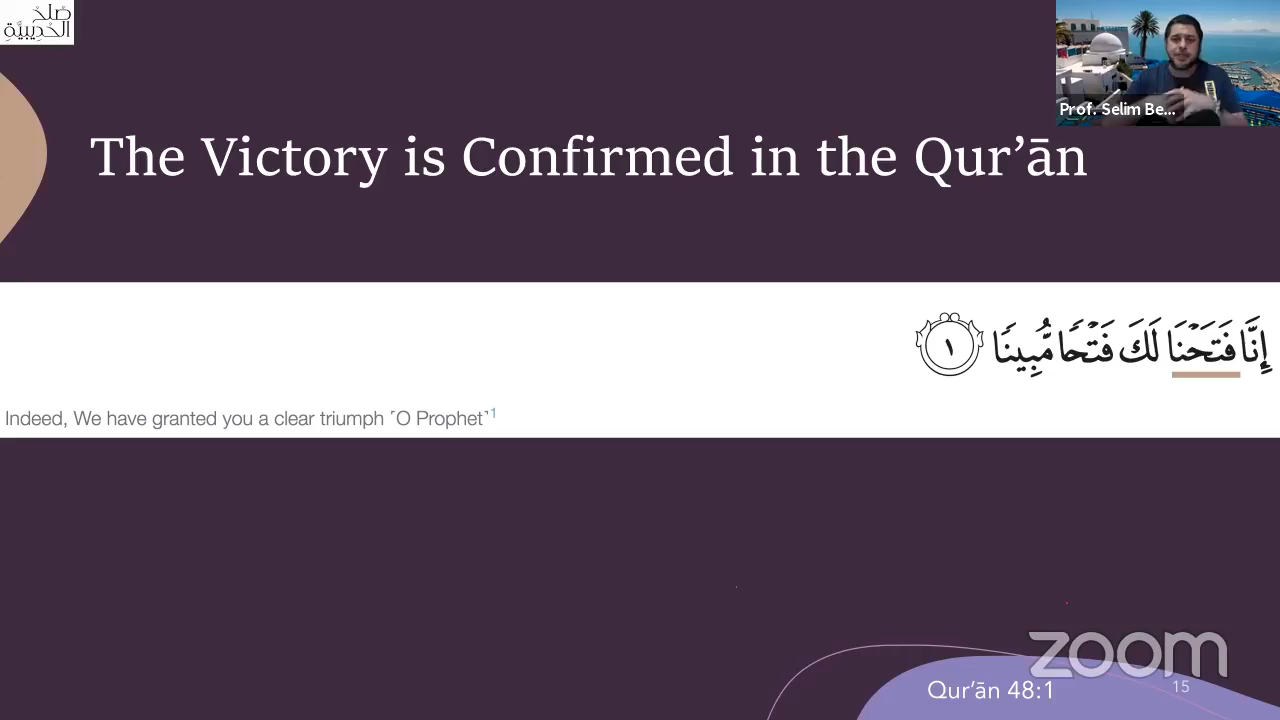 صلح
الحديبيَّة
Prof. Selim Be...
The Victory is Confirmed in the Qur’ān
إِنَّا فَتَحْنَا لَكَ فَتْحًا مُّبِينًا ١
Indeed, We have granted you a clear triumph ˹O Prophet˺1
zoom
Qur’ān 48:1
15